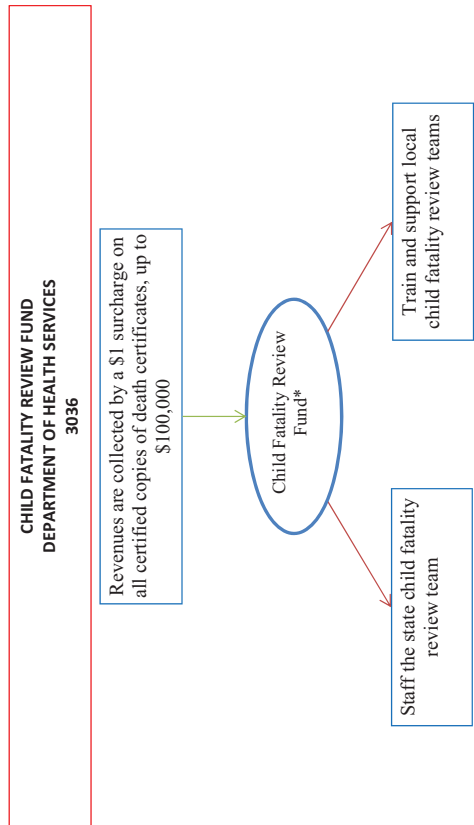 CHILD FATALITY REVIEW FUND
DEPARTMENT OF HEALTH SERVICES
3036
Revenues are collected by a $1 surcharge on
all certified copies of death certificates, up to
$100,000
Child Fatality Review
Fund*
Staff the state child fatality
review team
Train and support local
child fatality review teams